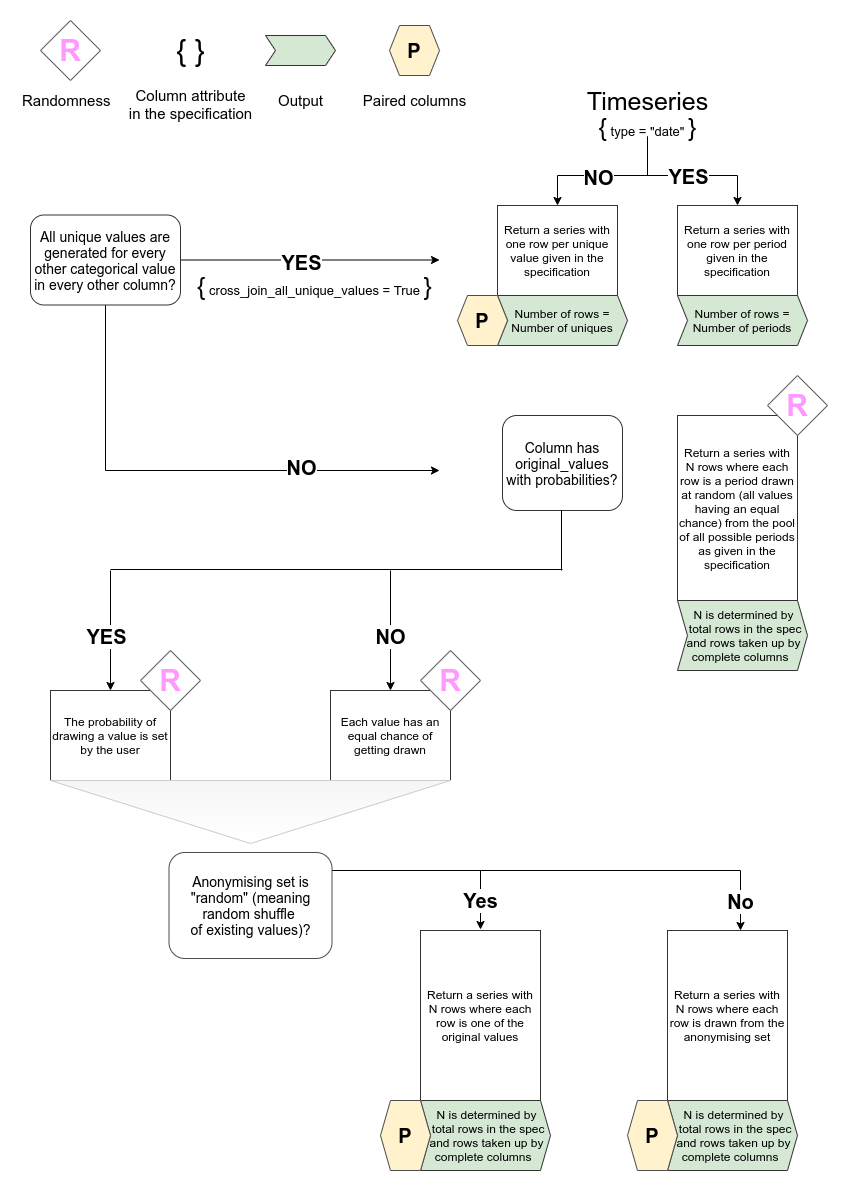 R
{ }
P
Randomness
Column attribute
in the specification
Output
Paired columns
Timeseries
{ type = "date" }
NO
YES
All unique values are
generated for every
other categorical value
in every other column?
YES
{ cross_join_all_unique_values = True }
Return a series with
one row per unique
value given in the
specification
P
Number of rows =
Number of uniques
Return a series with
one row per period
given in the
specification
Number of rows =
Number of periods
NO
Column has
original_values
with probabilities?
R
Return a series with
N rows where each
row is a period drawn
at random (all values
having an equal
chance) from the pool
of all possible periods
as given in the
specification
N is determined by
total rows in the spec
and rows taken up by
complete columns
YES
NO
R
The probability of
drawing a value is set
by the user
R
Each value has an
equal chance of
getting drawn
Anonymising set is
"random" (meaning
random shuffle
of existing values)?
Yes
No
Return a series with
N rows where each
row is one of the
original values
P
N is determined by
total rows in the spec
and rows taken up by
complete columns
Return a series with
N rows where each
row is drawn from the
anonymising set
P
N is determined by
total rows in the spec
and rows taken up by
complete columns